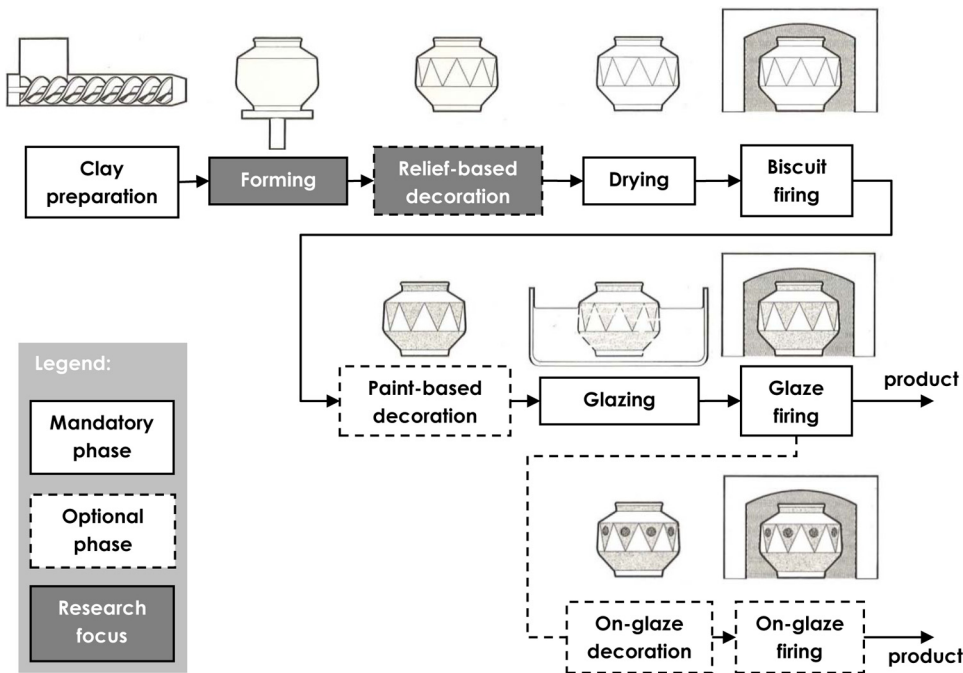 Clay
preparation
Forming
Relief-based
decoration
Drying
Biscuit
firing
Paint-based
decoration
Glazing
Glaze
firing
product
Legend:
Mandatory
phase
Optional
phase
Research
focus
On-glaze
decoration
On-glaze
firing
product